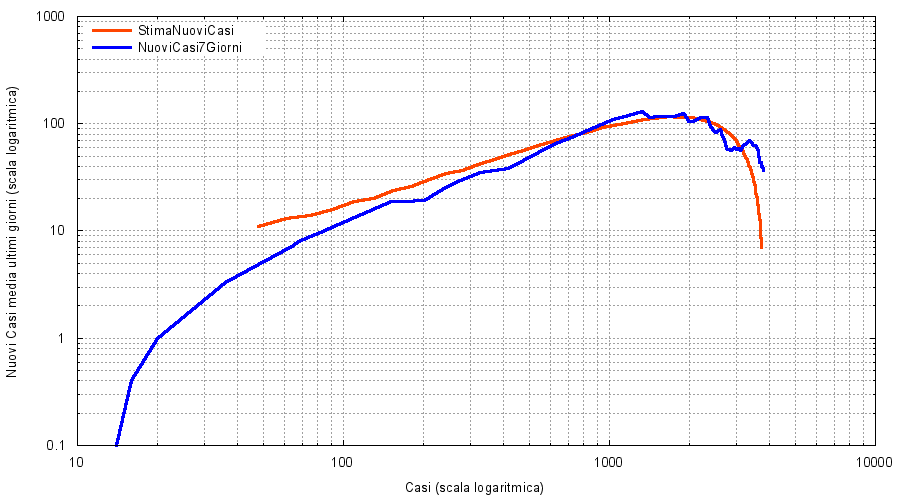 1000
StimaNuoviCasi
NuoviCasi7Giorni
100
10
1
0.1
Nuovi Casi media ultimi giorni (scala logaritmica)
10 100 1000 10000
Casi (scala logaritmica)